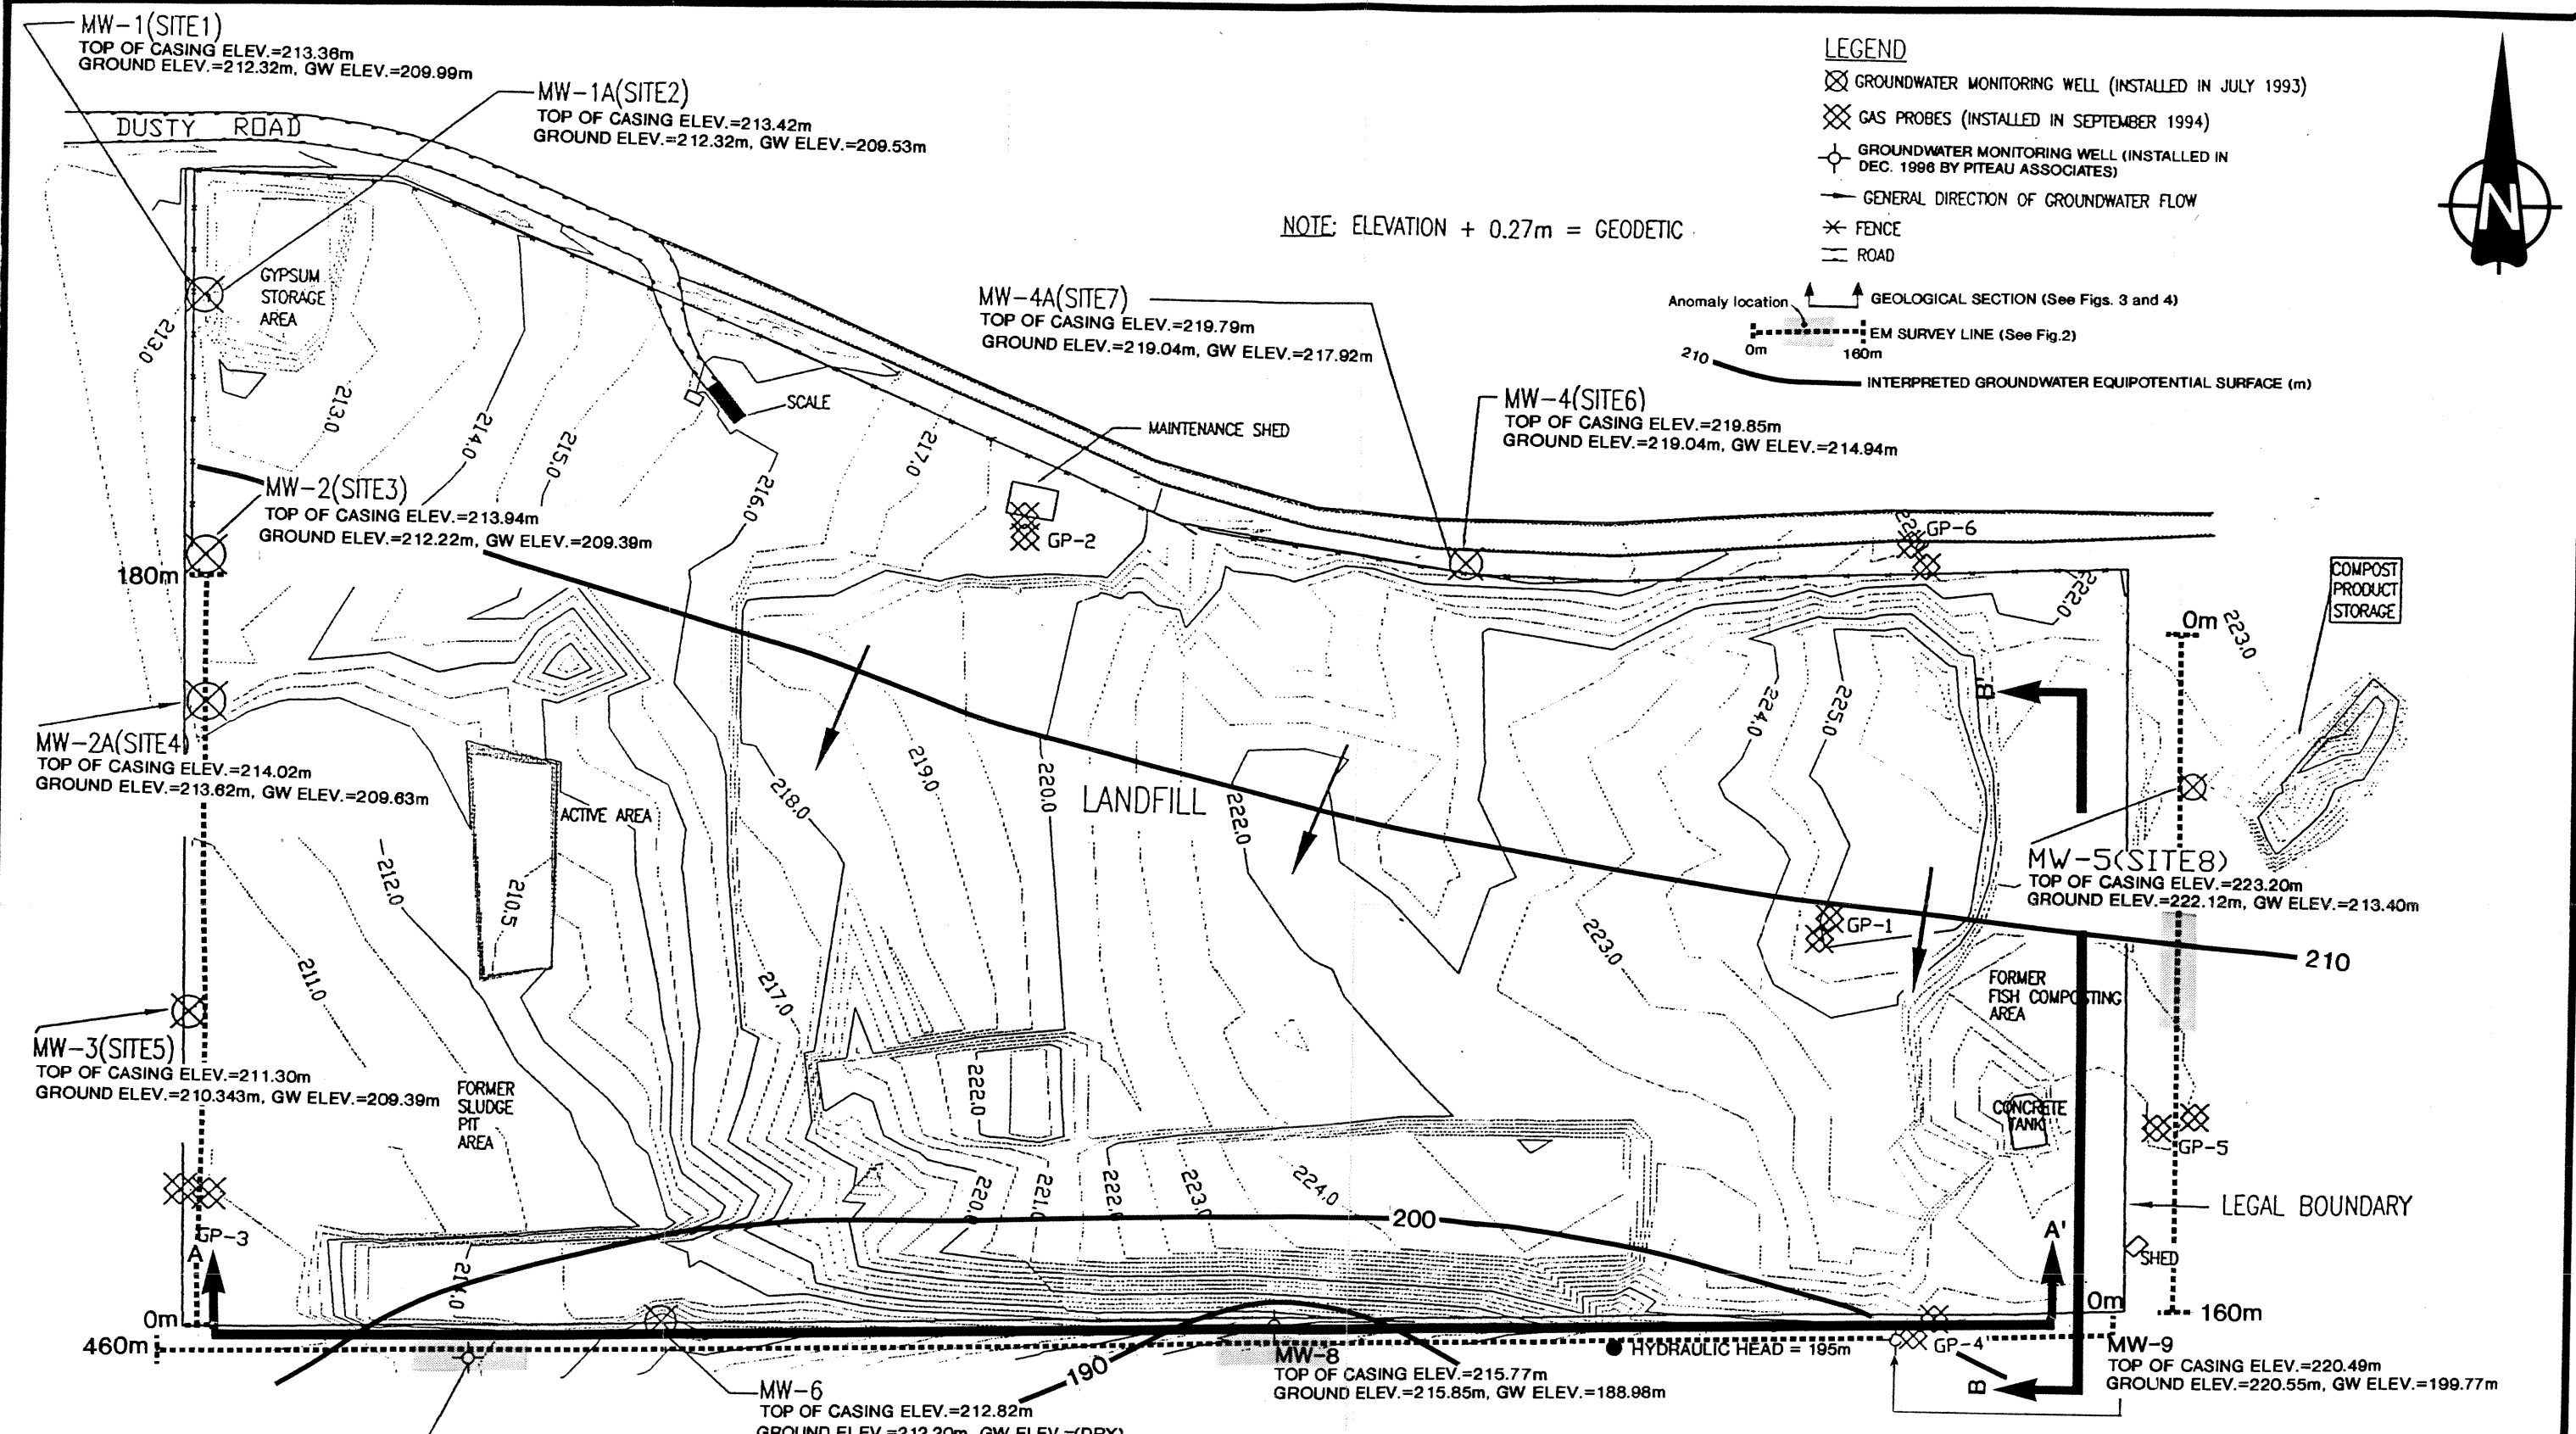 MW-1(SITE1)
TOP OF CASING ELEV.=213.36m
GROUND ELEV.=212.32m, GW ELEV.=209.99m
MW-1A(SITE2)
TOP OF CASING ELEV.=213.42m
GROUND ELEV.=212.32m, GW ELEV.=209.53m
DUSTY ROAD
LEGEND
GROUNDWATER MONITORING WELL (INSTALLED IN JULY 1993)
GAS PROBES (INSTALLED IN SEPTEMBER 1994)
GROUNDWATER MONITORING WELL (INSTALLED IN
DEC. 1996 BY PITEAU ASSOCIATES)
GENERAL DIRECTION OF GROUNDWATER FLOW
FENCE
ROAD
Anomaly location
GEOLOGICAL SECTION (See Figs. 3 and 4)
EM SURVEY LINE (See Fig.2)
0m
160m
210
INTERPRETED GROUNDWATER EQUIPOTENTIAL SURFACE (m)
N
NOTE: ELEVATION + 0.27m = GEODETIC
GYPSUM
STORAGE
AREA
213.0
213.0
214.0
215.0
216.0
217.0
SCALE
MAINTENANCE SHED
MW-4A(SITE7)
TOP OF CASING ELEV.=219.79m
GROUND ELEV.=219.04m, GW ELEV.=217.92m
MW-4(SITE6)
TOP OF CASING ELEV.=219.85m
GROUND ELEV.=219.04m, GW ELEV.=214.94m
MW-2(SITE3)
TOP OF CASING ELEV.=213.94m
GROUND ELEV.=212.22m, GW ELEV.=209.39m
GP-2
GP-6
180m
COMPOST
PRODUCT
STORAGE
222.0
0m
223.0
B'
MW-2A(SITE4)
TOP OF CASING ELEV.=214.02m
GROUND ELEV.=213.62m, GW ELEV.=209.63m
ACTIVE AREA
210.5
212.0
211.0
218.0
219.0
220.0
LANDFILL
222.0
224.0
225.0
MW-5(SITE8)
TOP OF CASING ELEV.=223.20m
GROUND ELEV.=222.12m, GW ELEV.=213.40m
GP-1
223.0
210
217.0
FORMER
FISH COMPOSTING
AREA
MW-3(SITE5)
TOP OF CASING ELEV.=211.30m
GROUND ELEV.=210.343m, GW ELEV.=209.39m
FORMER
SLUDGE
PIT
AREA
222.0
CONCRETE
TANK
GP-5
220.0
221.0
222.0
223.0
224.0
200
LEGAL BOUNDARY
GP-3
A
A'
SHED
0m
460m
0m
160m
190
MW-6
TOP OF CASING ELEV.=212.82m
GROUND ELEV.=212.20m, GW ELEV.=(DRY)
MW-8
TOP OF CASING ELEV.=215.77m
GROUND ELEV.=215.85m, GW ELEV.=188.98m
HYDRAULIC HEAD = 195m
GP-4
B
MW-9
TOP OF CASING ELEV.=220.49m
GROUND ELEV.=220.55m, GW ELEV.=199.77m